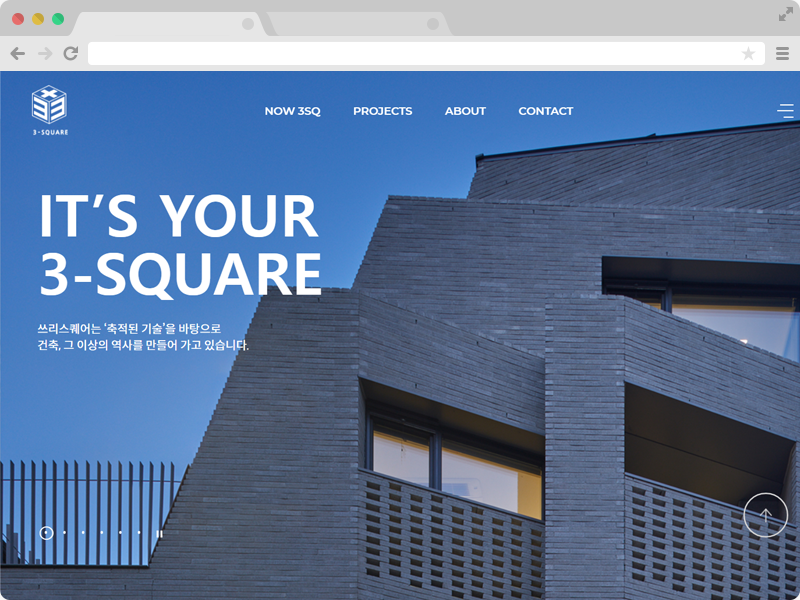 3-SQUARE
NOW 3SQ
PROJECTS
ABOUT
CONTACT
IT’S YOUR
3-SQUARE
쓰리스퀘어는 '축적된 기술'을 바탕으로
건축, 그 이상의 역사를 만들어 가고 있습니다.